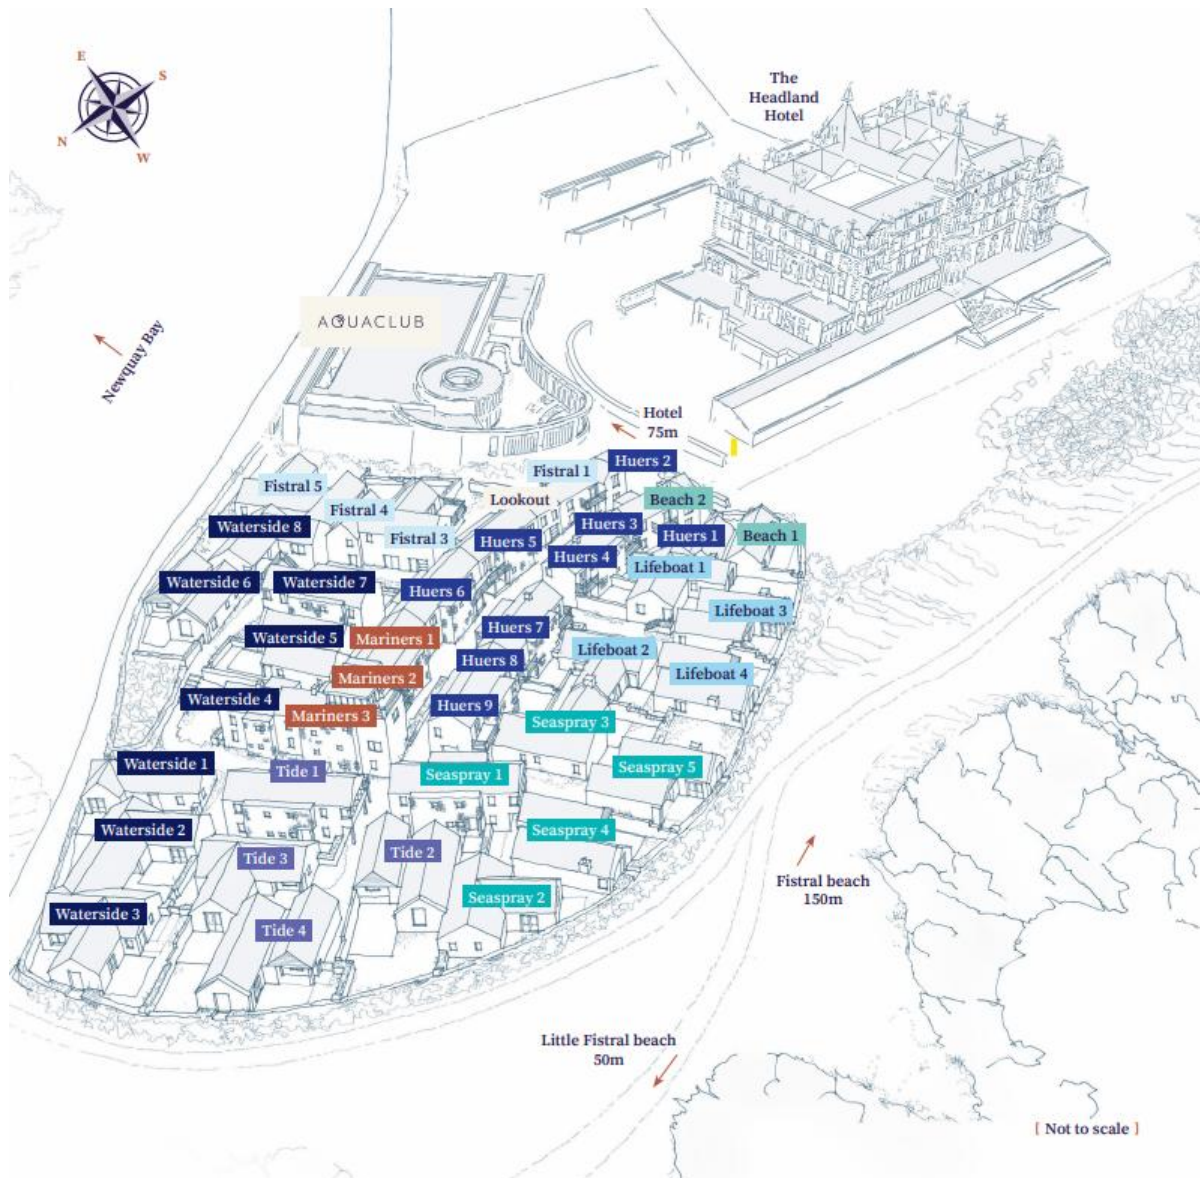 E
S
N
W
The
Headland
Hotel
AQUACLUB
Newquay Bay
Hotel
75m
Huers 2
Fistral 1
Fistral 5
Lookout
Beach 2
Fistral 4
Waterside 8
Huers 3
Fistral 3
Huers 5
Huers 1
Beach 1
Huers 4
Lifeboat 1
Waterside 6
Waterside 7
Huers 6
Lifeboat 3
Waterside 5
Mariners 1
Huers 7
Lifeboat 2
Huers 8
Mariners 2
Lifeboat 4
Waterside 4
Huers 9
Mariners 3
Seaspray 3
Waterside 1
Tide 1
Seaspray 1
Seaspray 5
Waterside 2
Seaspray 4
Tide 3
Tide 2
Fistral beach
150m
Seaspray 2
Waterside 3
Tide 4
Little Fistral beach
50m
[ Not to scale ]